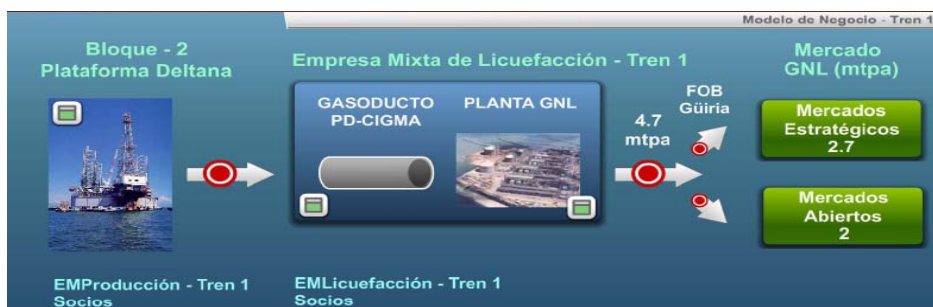 Modelo de Negocio - Tren 1
Bloque - 2
Plataforma Deltana
Empresa Mixta de Licuefacción - Tren 1
Mercado
GNL (mtpa)
GASODUCTO
PD-CIGMA
PLANTA GNL
4.7
mtpa
FOB
Güiria
Mercados
Estratégicos
2.7
Mercados
Abiertos
2
EMProducción - Tren 1
Socios
EMLicuefacción - Tren 1
Socios